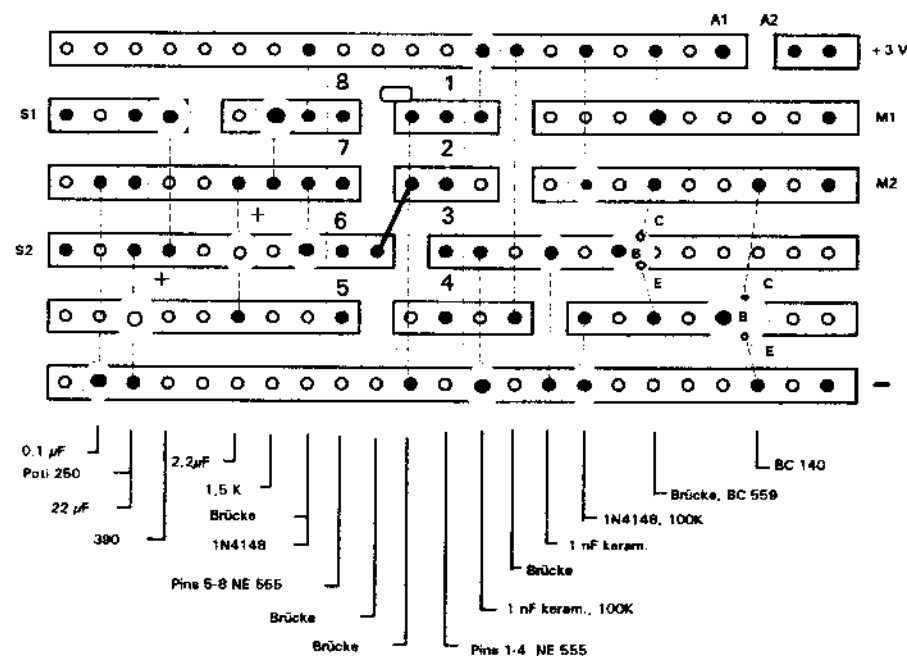 A1 A2
+ 3 V
8 1
S1 M1
7 2
M2
+ 6 3 C
S2 B
+ 5 4 E C
B
E
−
0,1 µF
2,2µF
BC 140
Poti 250
1,5 K
Brücke, BC 559
22 µF
Brücke
1N4148, 100K
390
1N4148
1 nF keram.
Brücke
Pins 5-8 NE 555
1 nF keram., 100K
Brücke
Brücke
Pins 1-4 NE 555